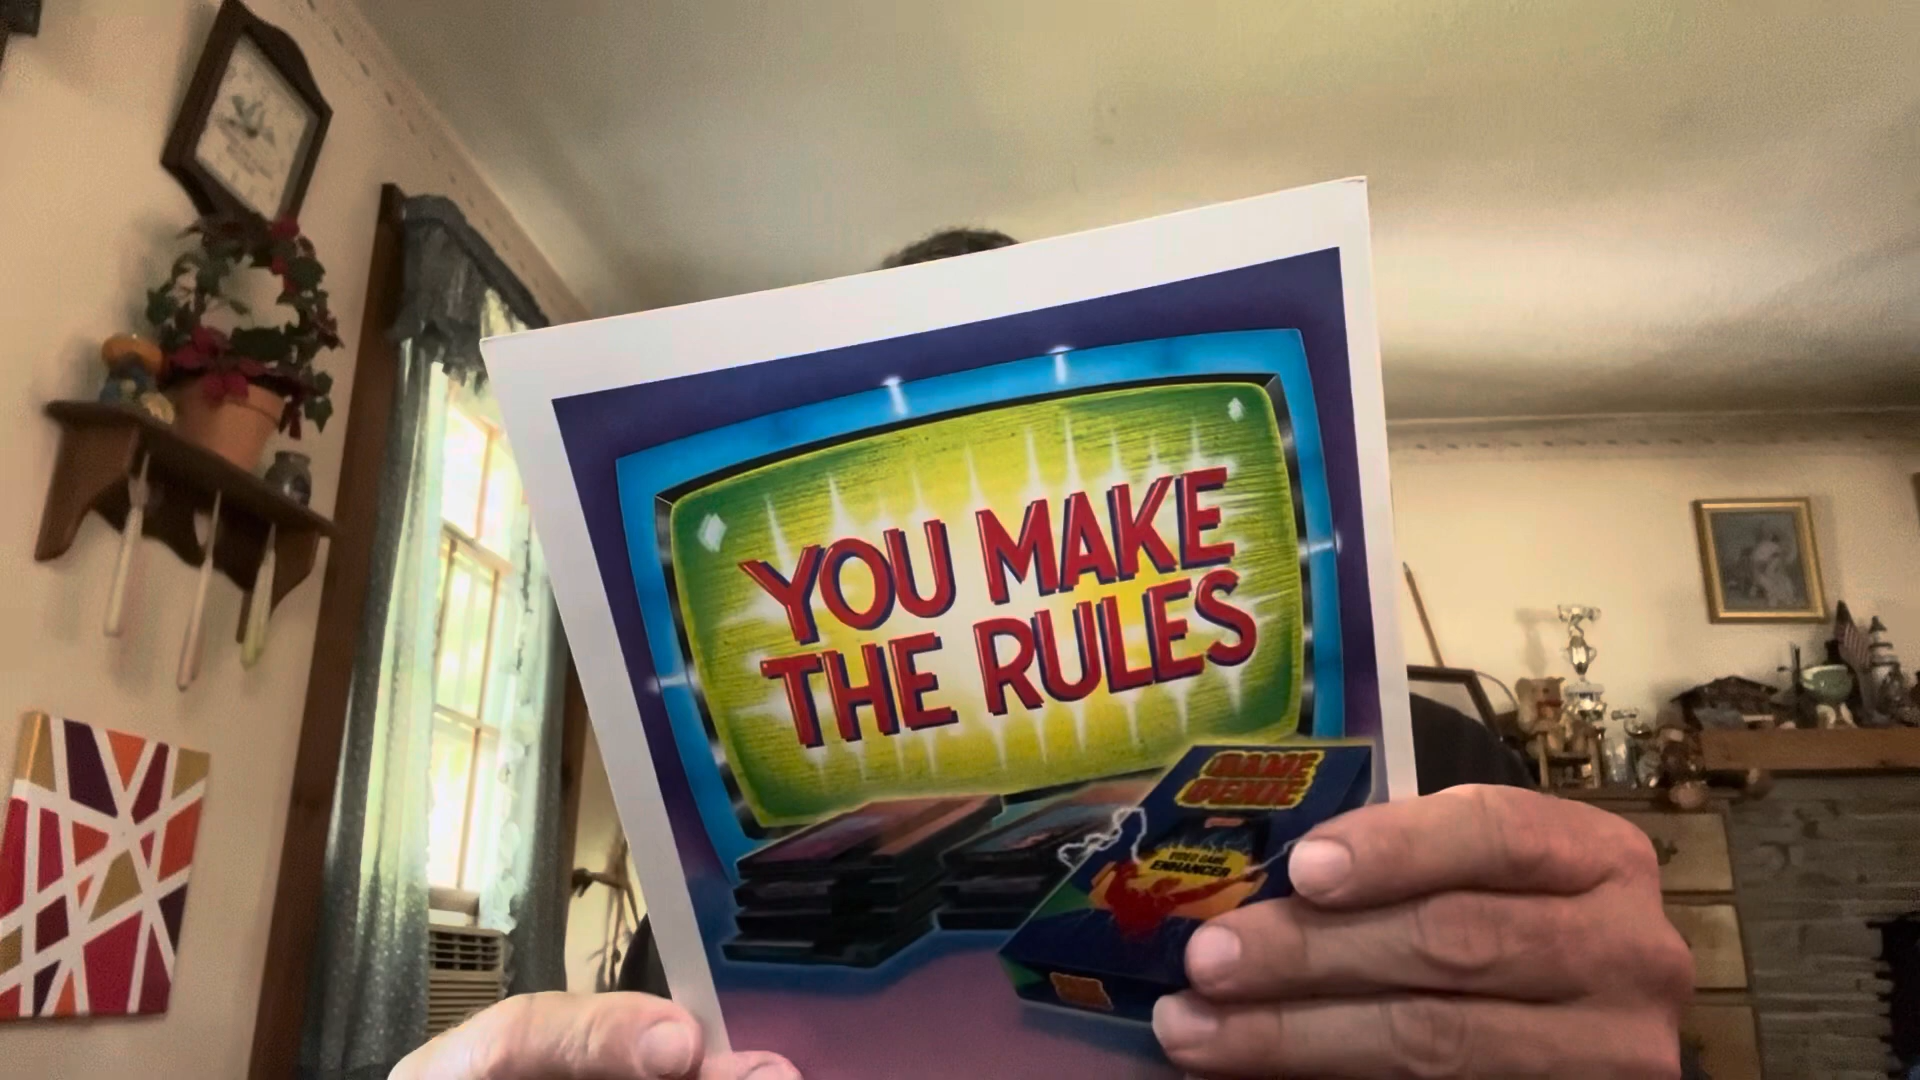 YOU MAKE
THE RULES
GAME
GENIE
VIDEO GAME
ENHANCER